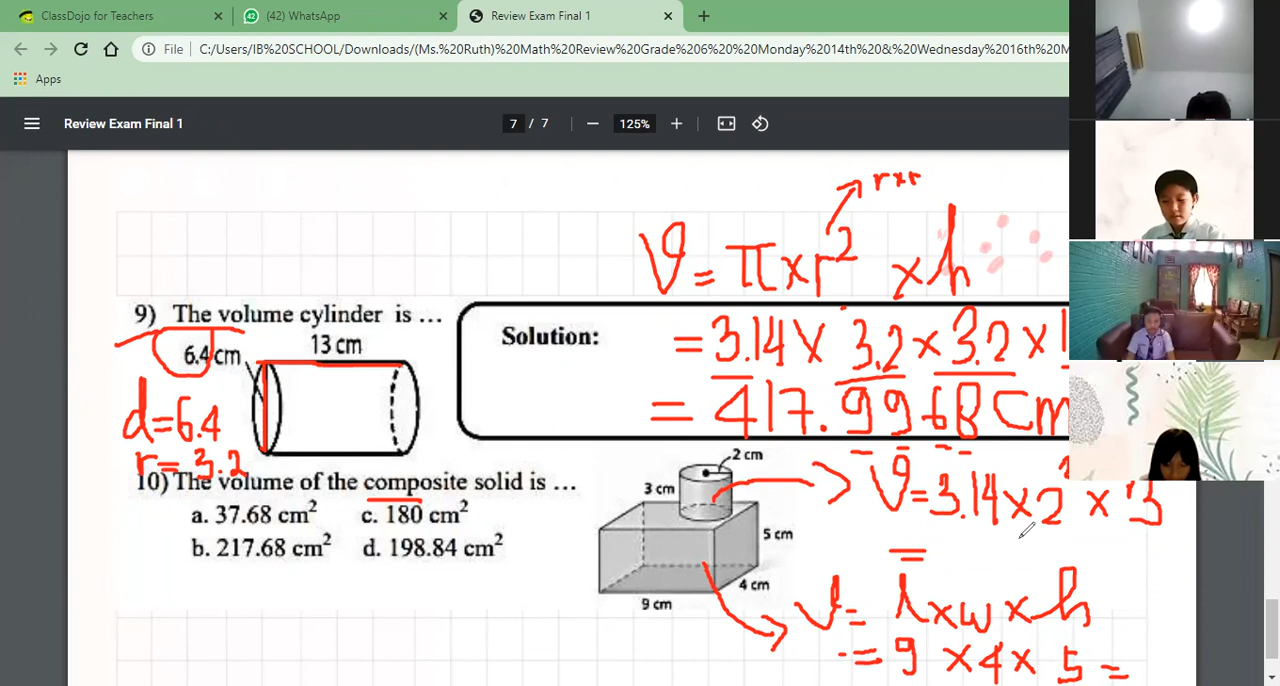 ClassDojo for Teachers
(42) WhatsApp
Review Exam Final 1
File C:/Users/IB%20SCHOOL/Downloads/(Ms.%20Ruth)%20Math%20Review%20Grade%206%20%20Monday%2014th%20&%20Wednesday%2016th%20M
Apps
Review Exam Final 1
7 / 7
125%
r×r
V = π × r² × h
9) The volume cylinder is ...
6.4 cm
13 cm
Solution:
= 3.14 × 3.2 × 3.2 × 1
= 417.9968 Cm
d=6.4
r=3.2
10) The volume of the composite solid is ...
a. 37.68 cm²
c. 180 cm²
b. 217.68 cm²
d. 198.84 cm²
2 cm
3 cm
5 cm
4 cm
9 cm
V=3.14×2² × 3
=
V= l×w×h
= 9 ×4× 5 =